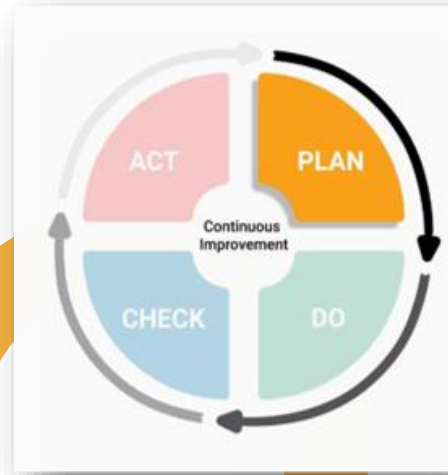 ACT
PLAN
Continuous
Improvement
CHECK
DO